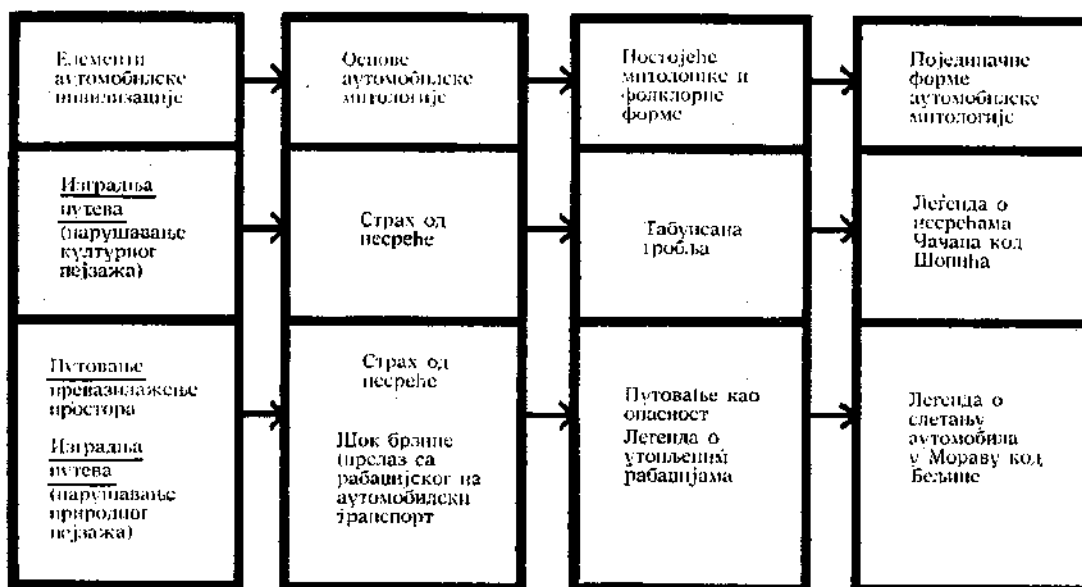 Елементи
аутомобилске
цивилизације
Основе
аутомобилске
митологије
Постојеће
митолошке и
фолклорне
форме
Појединачне
форме
аутомобилске
митологије
Изградња
путева
(нарушавање
културног
пејзажа)
Страх од
несреће
Табуисана
гробља
Легенда о
несрећама
Чачана код
Шопића
Путовање
превазилажење
простора
Изградња
путева
(нарушавање
природног
пејзажа)
Страх од
несреће
Шок брзине
(прелаз са
рабаџијског на
аутомобилски
транспорт
Путовање као
опасност
Легенда о
утопљеним
рабаџијама
Легенда о
слетању
аутомобила
у Мораву код
Бељине